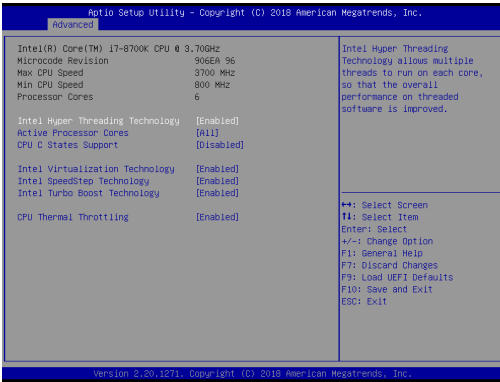 Aptio Setup Utility - Copyright (C) 2018 American Megatrends, Inc.
Advanced
Intel(R) Core(TM) i7-8700K CPU @ 3.70GHz
Microcode Revision 906EA 96
Max CPU Speed 3700 MHz
Min CPU Speed 800 MHz
Processor Cores 6
Intel Hyper Threading Technology [Enabled]
Active Processor Cores [All]
CPU C States Support [Disabled]
Intel Virtualization Technology [Enabled]
Intel SpeedStep Technology [Enabled]
Intel Turbo Boost Technology [Enabled]
CPU Thermal Throttling [Enabled]
Intel Hyper Threading
Technology allows multiple
threads to run on each core,
so that the overall
performance on threaded
software is improved.
↔: Select Screen
↑↓: Select Item
Enter: Select
+/-: Change Option
F1: General Help
F7: Discard Changes
F9: Load UEFI Defaults
F10: Save and Exit
ESC: Exit
Version 2.20.1271. Copyright (C) 2018 American Megatrends, Inc.